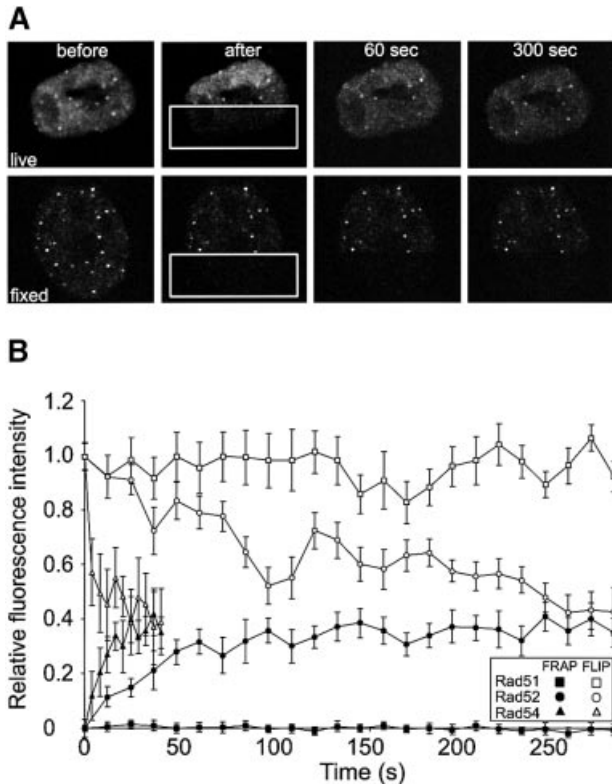 A
before after 60 sec 300 sec
live
fixed
B
Relative fluorescence intensity
1.2
1.0
0.8
0.6
0.4
0.2
0
0 50 100 150 200 250
Time (s)
FRAP FLIP
Rad51
Rad52
Rad54